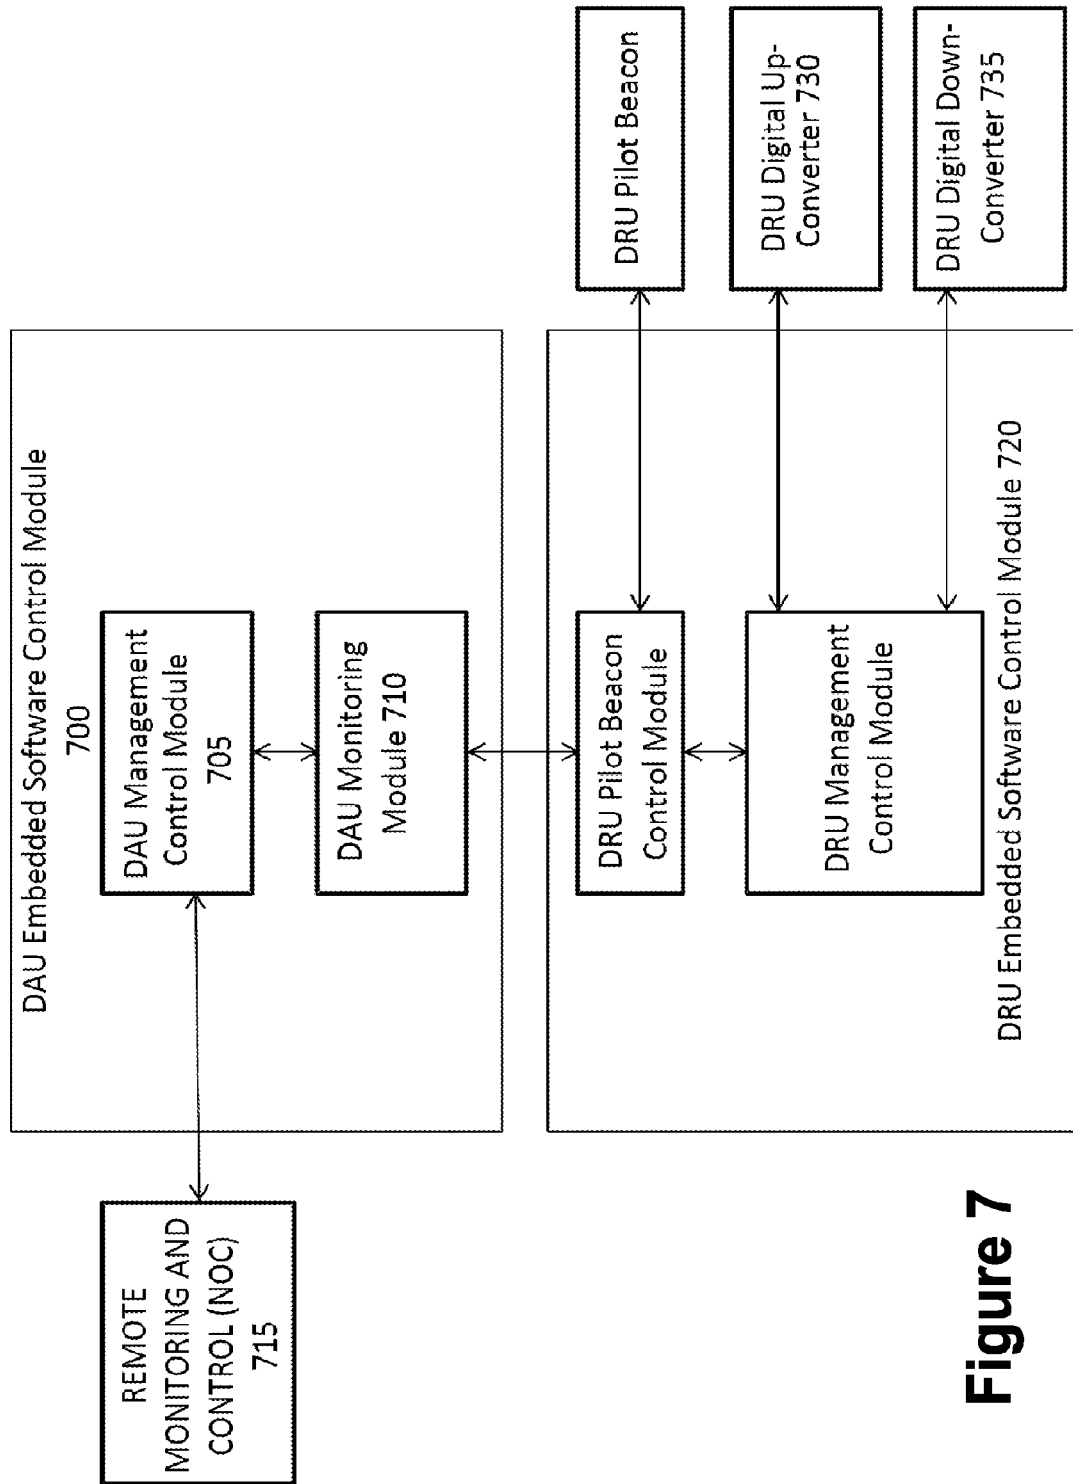 DAU Embedded Software Control Module
700
DAU Management
Control Module
705
DAU Monitoring
Module 710
REMOTE
MONITORING AND
CONTROL (NOC)
715
DRU Pilot Beacon
Control Module
DRU Management
Control Module
DRU Embedded Software Control Module 720
DRU Pilot Beacon
DRU Digital Up-
Converter 730
DRU Digital Down-
Converter 735
Figure 7